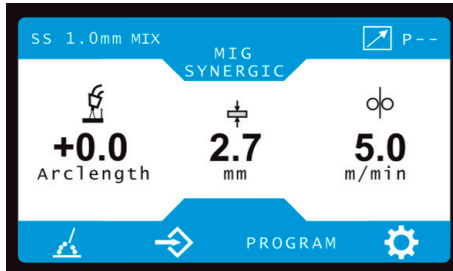 SS 1.0mm MIX
MIG
SYNERGIC
P--
+0.0
2.7
5.0
Arclength
mm
m/min
PROGRAM